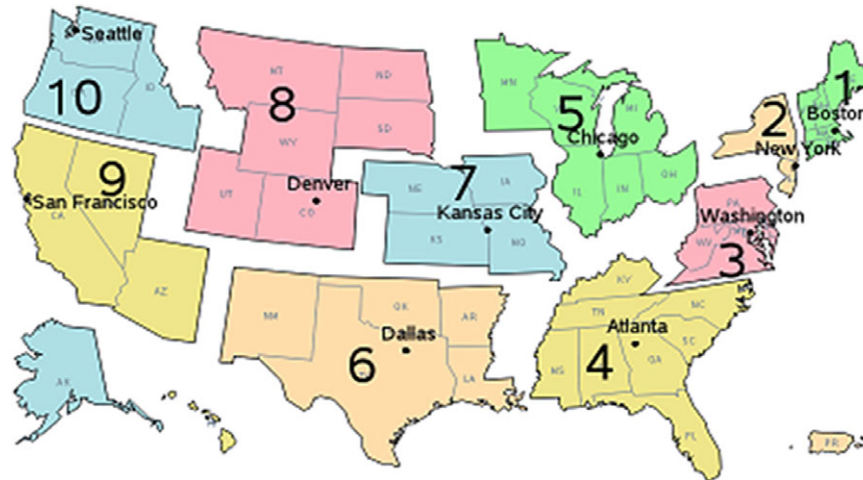 Seattle
10
ID
MT
ND
8
WY
SD
MN
5
MI
Chicago
2
1
Boston
New York
9
San Francisco
CA
UT
Denver
CO
7
NE
IA
Kansas City
KS
MO
IL
IN
OH
PA
Washington
WV
3
AZ
NM
OK
AR
Dallas
6
LA
KY
TN
NC
Atlanta
4
SC
MS
GA
FL
AK
PR